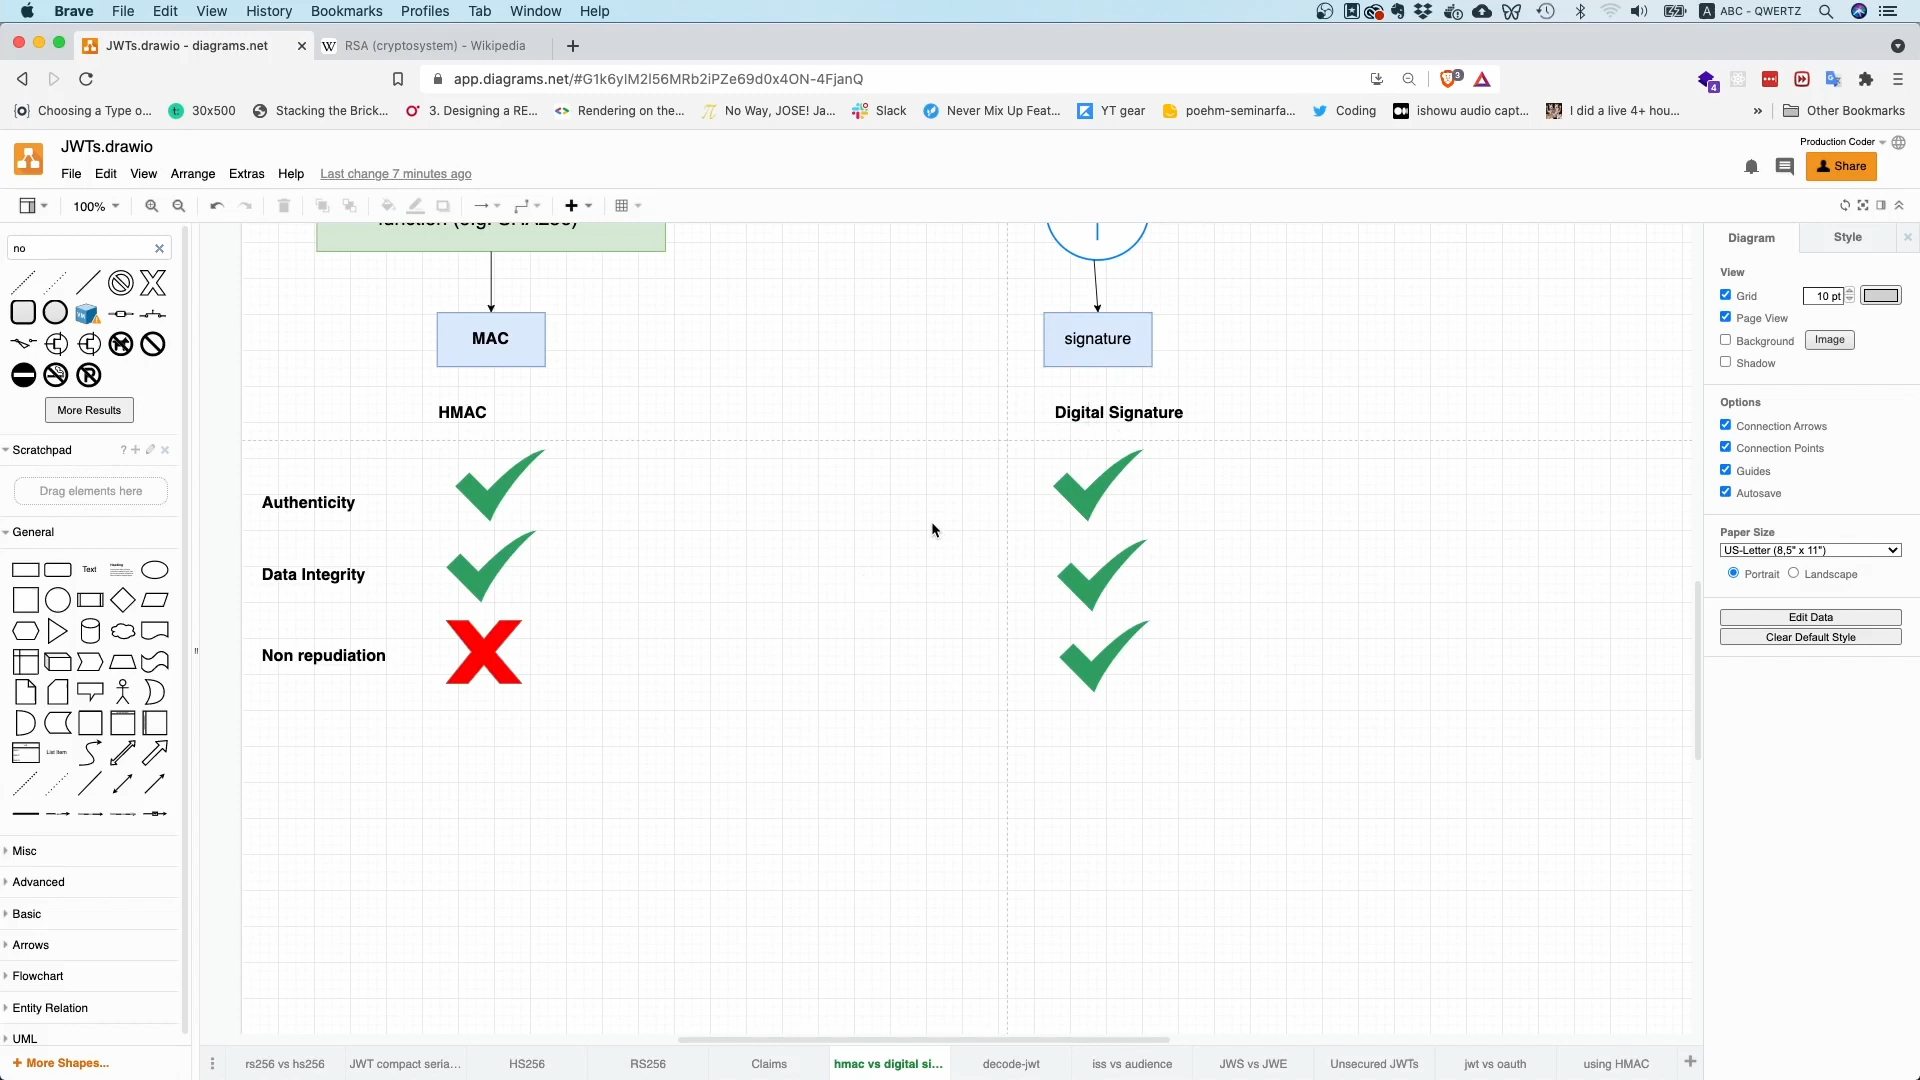 Brave File Edit View History Bookmarks Profiles Tab Window Help
ABC - QWERTZ
JWTs.drawio - diagrams.net
RSA (cryptosystem) - Wikipedia
app.diagrams.net/#G1k6yIM2I56MRb2iPZe69d0x4ON-4FjanQ
3
4
Choosing a Type o...
30x500
Stacking the Brick...
3. Designing a RE...
Rendering on the...
No Way, JOSE! Ja...
Slack
Never Mix Up Feat...
YT gear
poehm-seminarfa...
Coding
ishowu audio capt...
I did a live 4+ hou...
Other Bookmarks
JWTs.drawio
Production Coder
File Edit View Arrange Extras Help
Last change 7 minutes ago
Share
100%
no
More Results
Scratchpad
Drag elements here
General
Text
Heading
List Item
Misc
Advanced
Basic
Arrows
Flowchart
Entity Relation
UML
+ More Shapes...
MAC
signature
HMAC
Digital Signature
Authenticity
Data Integrity
Non repudiation
Diagram
Style
View
Grid
10 pt
Page View
Background
Image
Shadow
Options
Connection Arrows
Connection Points
Guides
Autosave
Paper Size
US-Letter (8,5" x 11")
Portrait
Landscape
Edit Data
Clear Default Style
rs256 vs hs256
JWT compact seria...
HS256
RS256
Claims
hmac vs digital si...
decode-jwt
iss vs audience
JWS vs JWE
Unsecured JWTs
jwt vs oauth
using HMAC